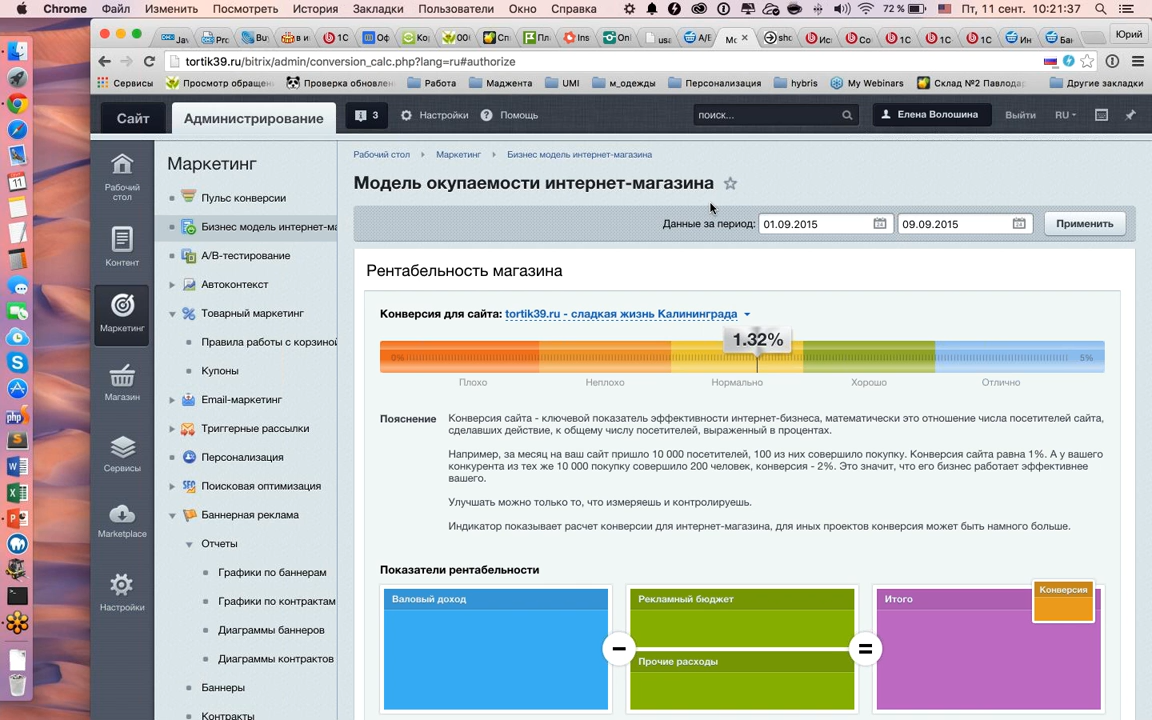 Chrome Файл Изменить Посмотреть История Закладки Пользователи Окно Справка 72 % Пт, 11 сент. 10:21:37
Юрий
tortik39.ru/bitrix/admin/conversion_calc.php?lang=ru#authorize
Сервисы Просмотр обращен Проверка обновлен Работа Маджента UMI м_одежды Персонализация hybris My Webinars Склад №2 Павлодар Другие закладки
Сайт Администрирование 3 Настройки Помощь поиск... Елена Волошина Выйти RU
Рабочий стол Маркетинг Бизнес модель интернет-магазина
Модель окупаемости интернет-магазина
Данные за период: 01.09.2015 09.09.2015 Применить
Рабочий стол
Контент
Маркетинг
Магазин
Сервисы
Marketplace
Настройки
Маркетинг
Пульс конверсии
Бизнес модель интернет-ма
A/B-тестирование
Автоконтекст
Товарный маркетинг
Правила работы с корзиной
Купоны
Email-маркетинг
Триггерные рассылки
Персонализация
Поисковая оптимизация
Баннерная реклама
Отчеты
Графики по баннерам
Графики по контрактам
Диаграммы баннеров
Диаграммы контрактов
Баннеры
Контракты
Рентабельность магазина
Конверсия для сайта: tortik39.ru - сладкая жизнь Калининграда
1.32%
0% 5%
Плохо Неплохо Нормально Хорошо Отлично
Пояснение
Конверсия сайта - ключевой показатель эффективности интернет-бизнеса, математически это отношение числа посетителей сайта,
сделавших действие, к общему числу посетителей, выраженный в процентах.
Например, за месяц на ваш сайт пришло 10 000 посетителей, 100 из них совершило покупку. Конверсия сайта равна 1%. А у вашего
конкурента из тех же 10 000 покупку совершило 200 человек, конверсия - 2%. Это значит, что его бизнес работает эффективнее
вашего.
Улучшать можно только то, что измеряешь и контролируешь.
Индикатор показывает расчет конверсии для интернет-магазина, для иных проектов конверсия может быть намного больше.
Показатели рентабельности
Валовый доход
Рекламный бюджет
Прочие расходы
Итого
Конверсия